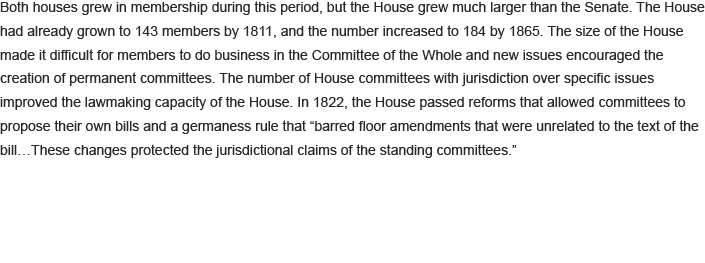 Both houses grew in membership during this period, but the House grew much larger than the Senate. The House
had already grown to 143 members by 1811, and the number increased to 184 by 1865. The size of the House
made it difficult for members to do business in the Committee of the Whole and new issues encouraged the
creation of permanent committees. The number of House committees with jurisdiction over specific issues
improved the lawmaking capacity of the House. In 1822, the House passed reforms that allowed committees to
propose their own bills and a germaness rule that “barred floor amendments that were unrelated to the text of the
bill…These changes protected the jurisdictional claims of the standing committees.”